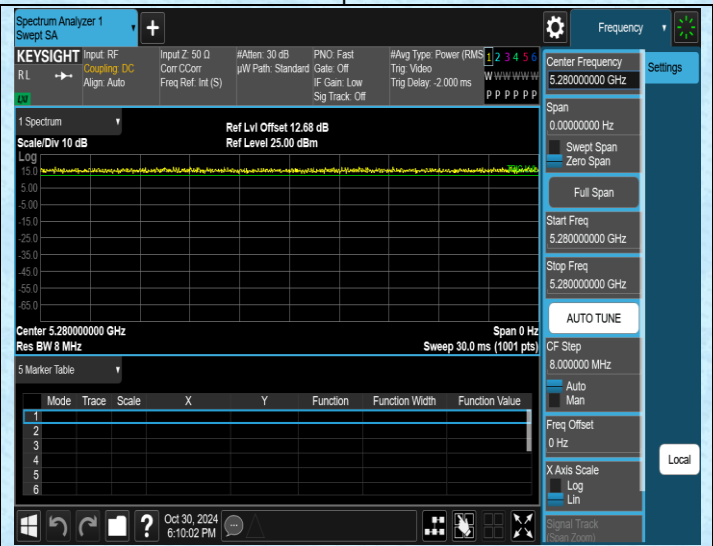 Spectrum Analyzer 1
Swept SA
+
Frequency
KEYSIGHT
RL
LXI
Input: RF
Coupling: DC
Align: Auto
Input Z: 50 Ω
Corr CCorr
Freq Ref: Int (S)
#Atten: 30 dB
µW Path: Standard
PNO: Fast
Gate: Off
IF Gain: Low
Sig Track: Off
#Avg Type: Power (RMS
Trig: Video
Trig Delay: -2.000 ms
1 2 3 4 5 6
W W W W W W
P P P P P P
Center Frequency
5.280000000 GHz
Settings
Span
0.00000000 Hz
Swept Span
Zero Span
Full Span
Start Freq
5.280000000 GHz
Stop Freq
5.280000000 GHz
AUTO TUNE
CF Step
8.000000 MHz
Auto
Man
Freq Offset
0 Hz
X Axis Scale
Log
Lin
Signal Track
(Span Zoom)
Local
1 Spectrum
Scale/Div 10 dB
Ref Lvl Offset 12.68 dB
Ref Level 25.00 dBm
Log
15.0
5.00
-5.00
-15.0
-25.0
-35.0
-45.0
-55.0
-65.0
Center 5.280000000 GHz
Res BW 8 MHz
Span 0 Hz
Sweep 30.0 ms (1001 pts)
5 Marker Table
Mode Trace Scale X Y Function Function Width Function Value
1
2
3
4
5
6
?
Oct 30, 2024
6:10:02 PM